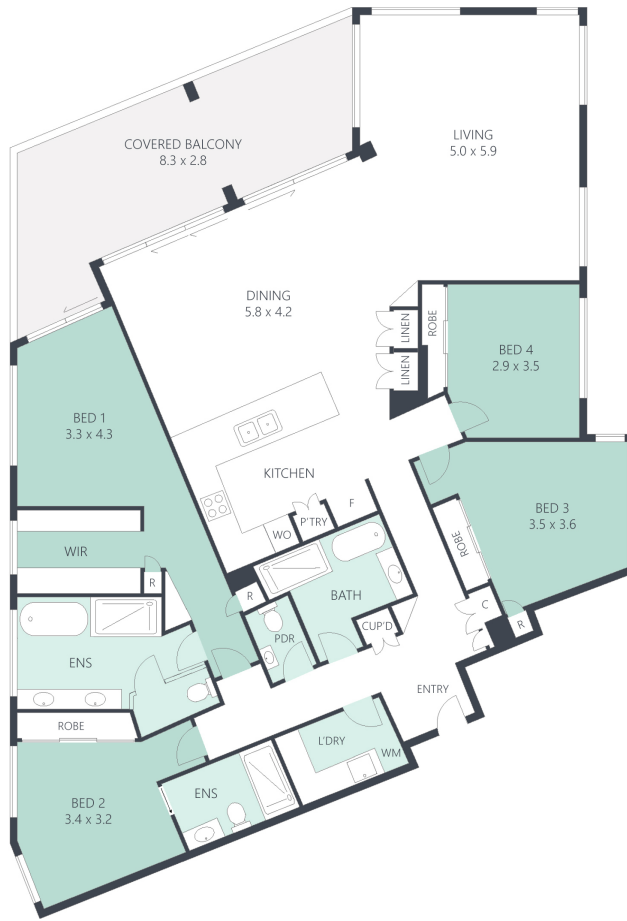 COVERED BALCONY
8.3 x 2.8
LIVING
5.0 x 5.9
DINING
5.8 x 4.2
LINEN
LINEN
ROBE
BED 4
2.9 x 3.5
BED 1
3.3 x 4.3
KITCHEN
P'TRY
F
WO
BED 3
3.5 x 3.6
ROBE
WIR
R
R
BATH
C
R
CUP'D
PDR
ENS
ENTRY
ROBE
L'DRY
WM
ENS
BED 2
3.4 x 3.2